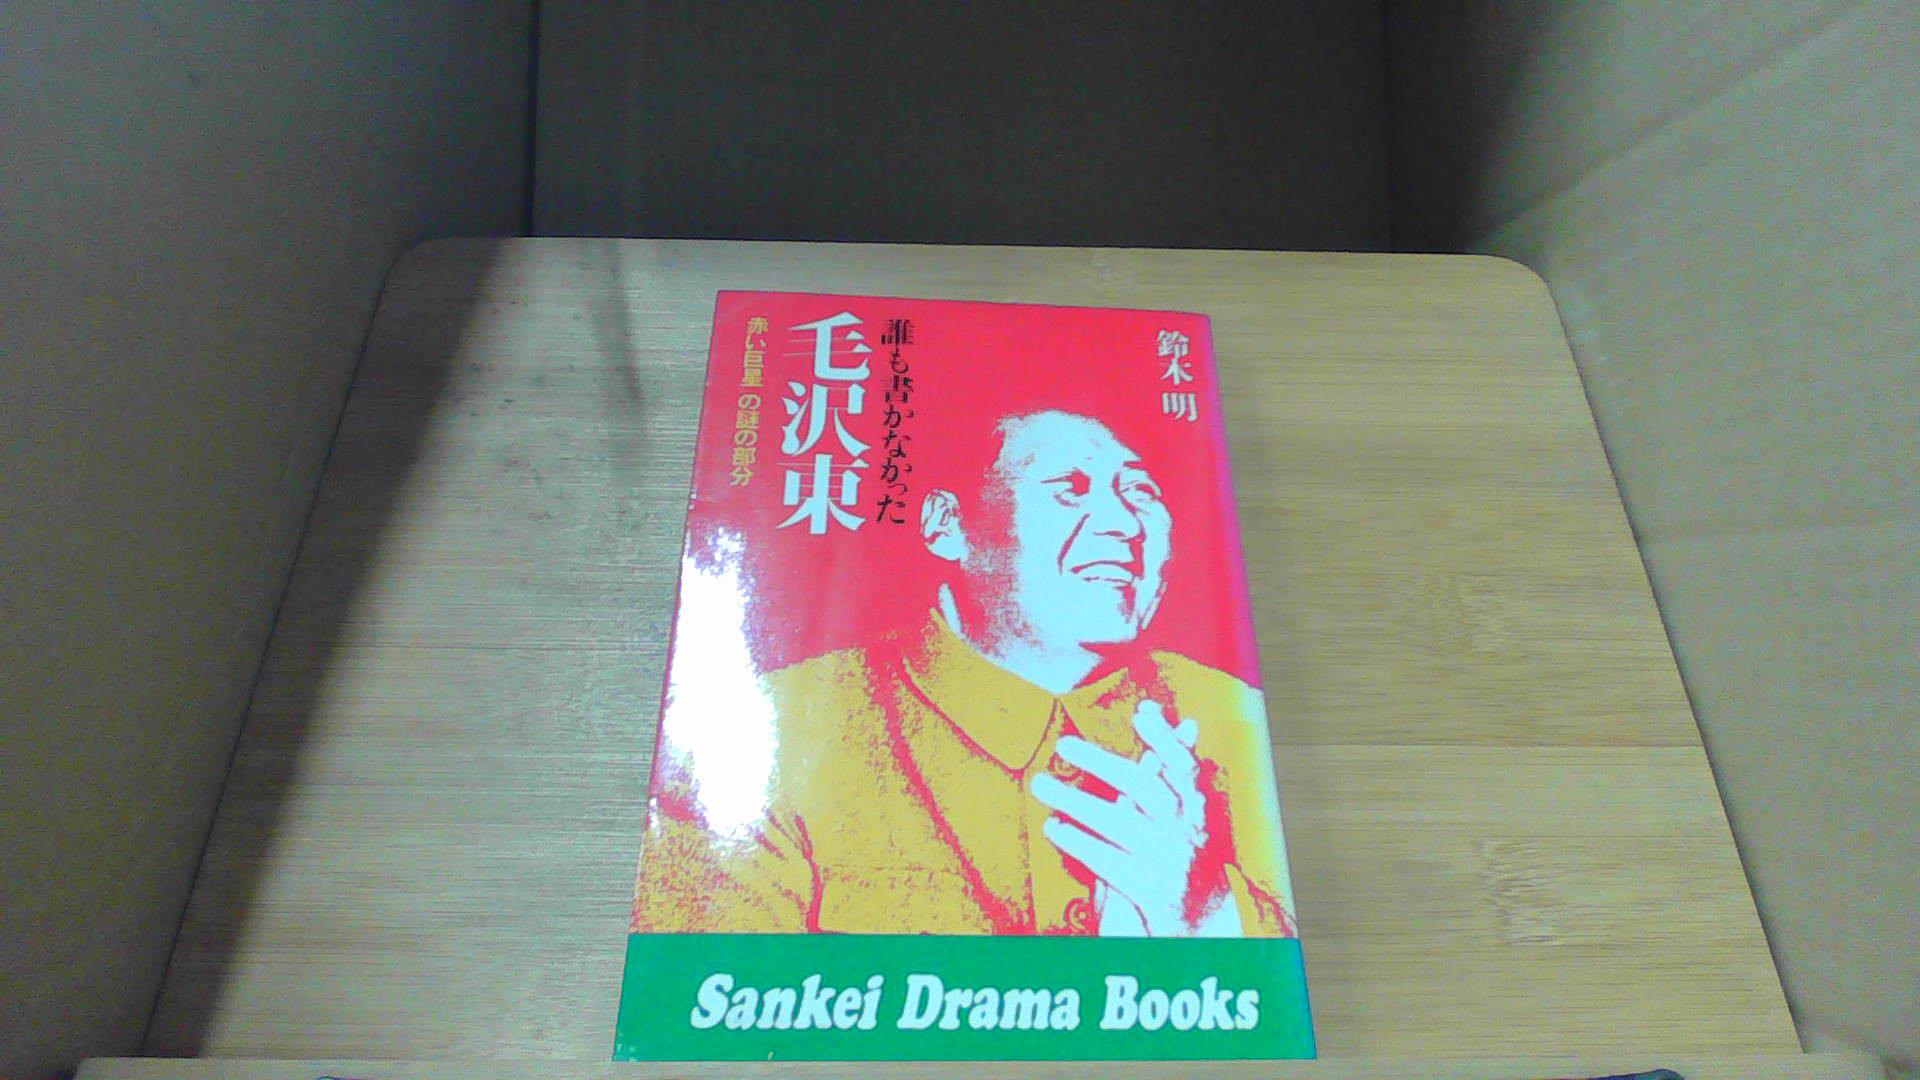 鈴木 明
誰も書かなかった
毛沢東
赤い巨星の謎の部分
Sankei Drama Books